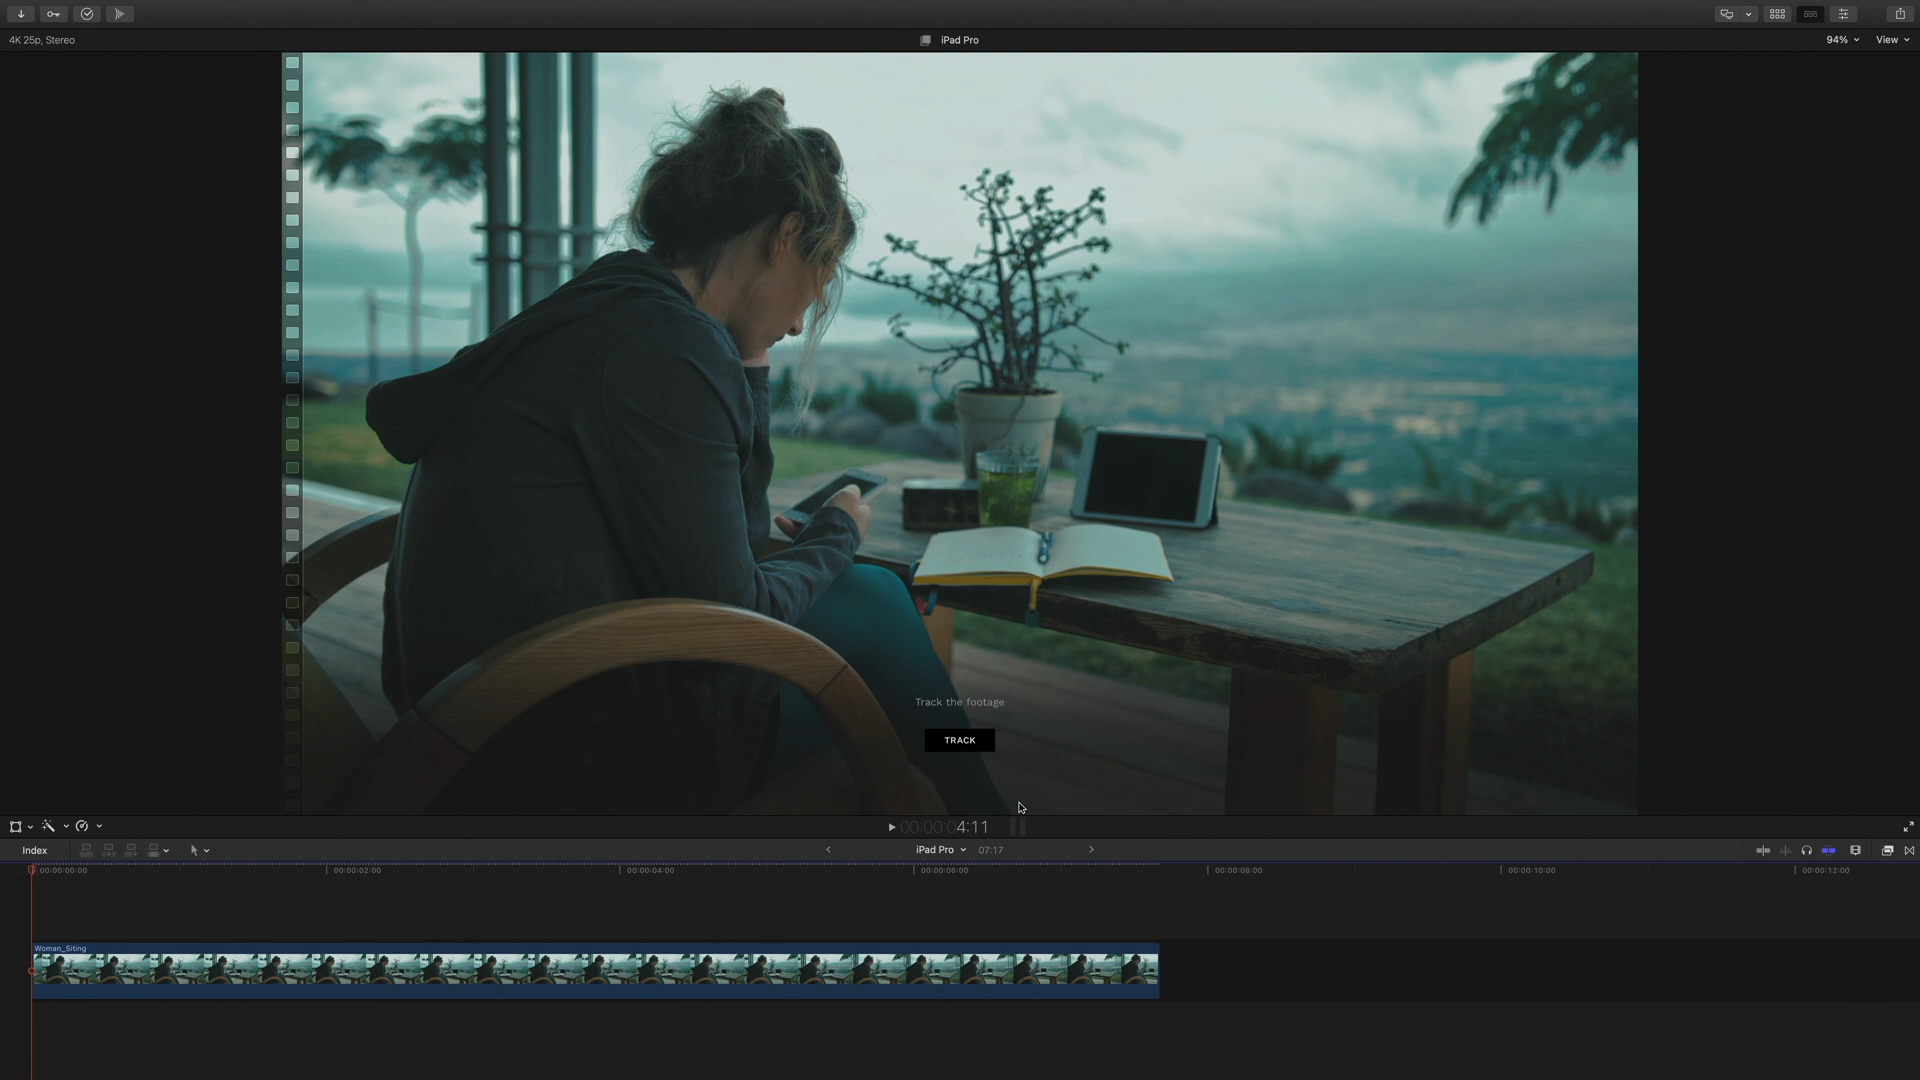 4K 25p, Stereo
iPad Pro
94%
View
Track the footage
TRACK
00:00:04:11
Index
iPad Pro
07:17
00:00:00:00
00:00:02:00
00:00:04:00
00:00:06:00
00:00:08:00
00:00:10:00
00:00:12:00
Woman_Siting